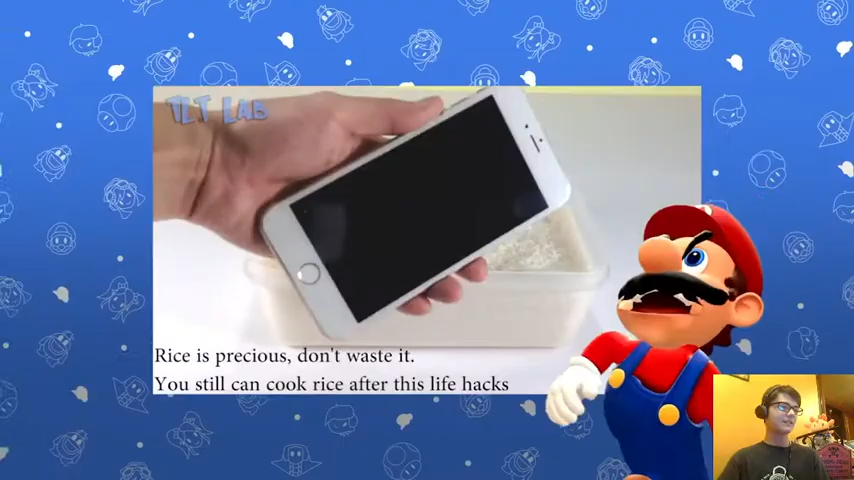 TLT LAB
Rice is precious, don't waste it.
You still can cook rice after this life hacks